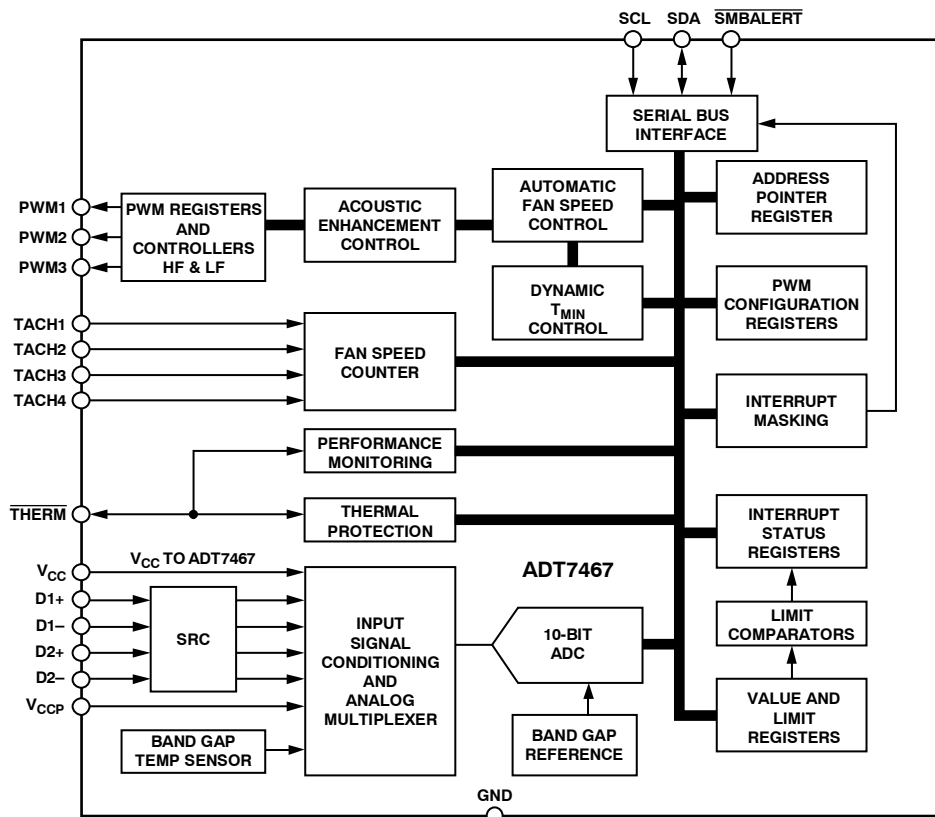 SCL SDA SMBALERT
SERIAL BUS
INTERFACE
PWM1
PWM2
PWM3
PWM REGISTERS
AND
CONTROLLERS
HF & LF
ACOUSTIC
ENHANCEMENT
CONTROL
AUTOMATIC
FAN SPEED
CONTROL
ADDRESS
POINTER
REGISTER
DYNAMIC
TMIN
CONTROL
PWM
CONFIGURATION
REGISTERS
TACH1
TACH2
TACH3
TACH4
FAN SPEED
COUNTER
INTERRUPT
MASKING
PERFORMANCE
MONITORING
THERM
THERMAL
PROTECTION
INTERRUPT
STATUS
REGISTERS
VCC
VCC TO ADT7467
ADT7467
D1+
D1–
D2+
D2–
VCCP
SRC
INPUT
SIGNAL
CONDITIONING
AND
ANALOG
MULTIPLEXER
10-BIT
ADC
LIMIT
COMPARATORS
VALUE AND
LIMIT
REGISTERS
BAND GAP
TEMP SENSOR
BAND GAP
REFERENCE
GND